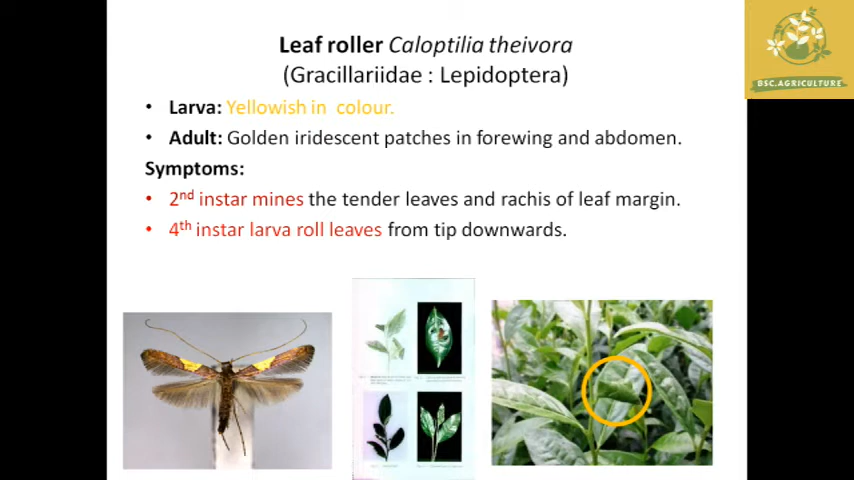 Leaf roller Caloptilia theivora
(Gracillariidae : Lepidoptera)
BSC.AGRICULTURE
• Larva: Yellowish in colour.
• Adult: Golden iridescent patches in forewing and abdomen.
Symptoms:
• 2nd instar mines the tender leaves and rachis of leaf margin.
• 4th instar larva roll leaves from tip downwards.